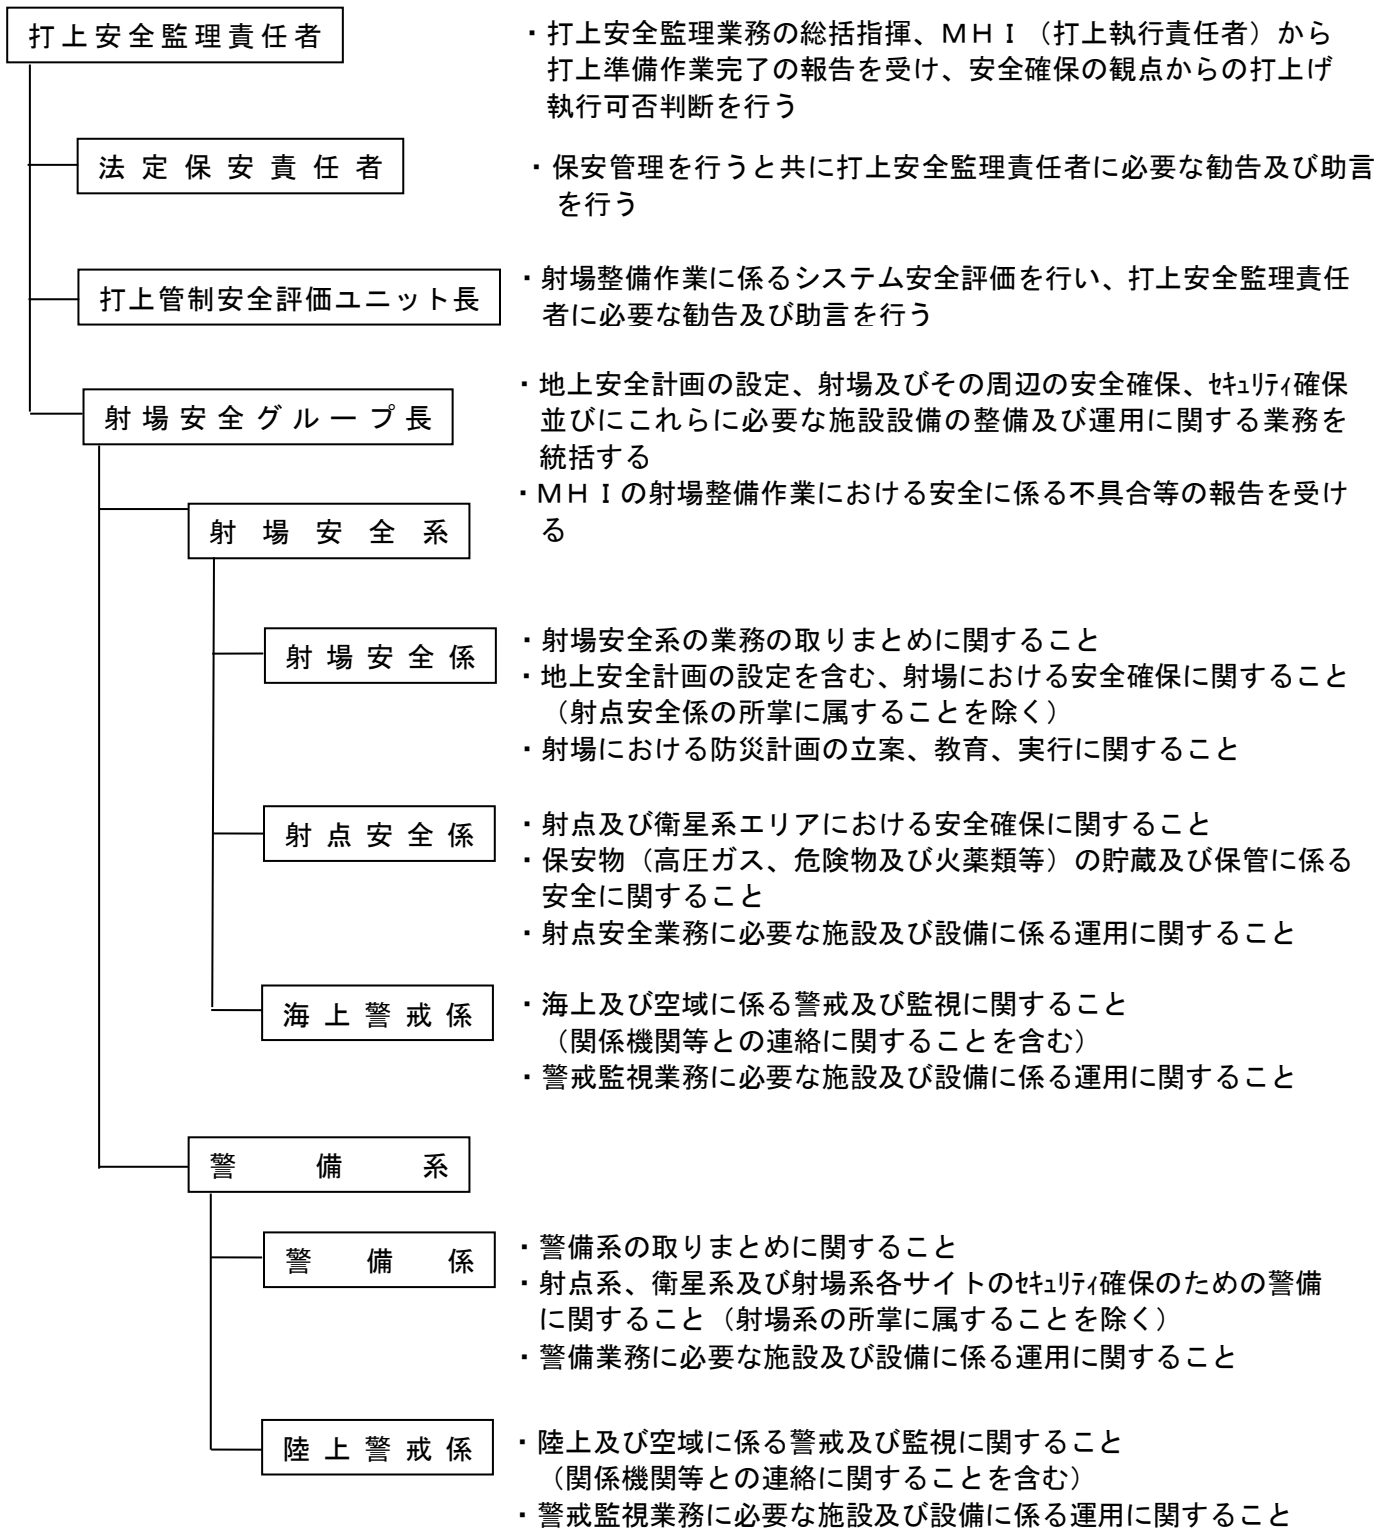 打上安全監理責任者
・打上安全監理業務の総括指揮、ＭＨＩ（打上執行責任者）から
打上準備作業完了の報告を受け、安全確保の観点からの打上げ
執行可否判断を行う
法定保安責任者
・保安管理を行うと共に打上安全監理責任者に必要な勧告及び助言
を行う
打上管制安全評価ユニット長
・射場整備作業に係るシステム安全評価を行い、打上安全監理責任
者に必要な勧告及び助言を行う
射場安全グループ長
・地上安全計画の設定、射場及びその周辺の安全確保、ｾｷｭﾘﾃｨ確保
並びにこれらに必要な施設設備の整備及び運用に関する業務を
統括する
・ＭＨＩの射場整備作業における安全に係る不具合等の報告を受け
る
射場安全系
射場安全係
・射場安全系の業務の取りまとめに関すること
・地上安全計画の設定を含む、射場における安全確保に関すること
（射点安全係の所掌に属することを除く）
・射場における防災計画の立案、教育、実行に関すること
射点安全係
・射点及び衛星系エリアにおける安全確保に関すること
・保安物（高圧ガス、危険物及び火薬類等）の貯蔵及び保管に係る
安全に関すること
・射点安全業務に必要な施設及び設備に係る運用に関すること
海上警戒係
・海上及び空域に係る警戒及び監視に関すること
（関係機関等との連絡に関することを含む）
・警戒監視業務に必要な施設及び設備に係る運用に関すること
警備系
警備係
・警備系の取りまとめに関すること
・射点系、衛星系及び射場系各サイトのｾｷｭﾘﾃｨ確保のための警備
に関すること（射場系の所掌に属することを除く）
・警備業務に必要な施設及び設備に係る運用に関すること
陸上警戒係
・陸上及び空域に係る警戒及び監視に関すること
（関係機関等との連絡に関することを含む）
・警戒監視業務に必要な施設及び設備に係る運用に関すること